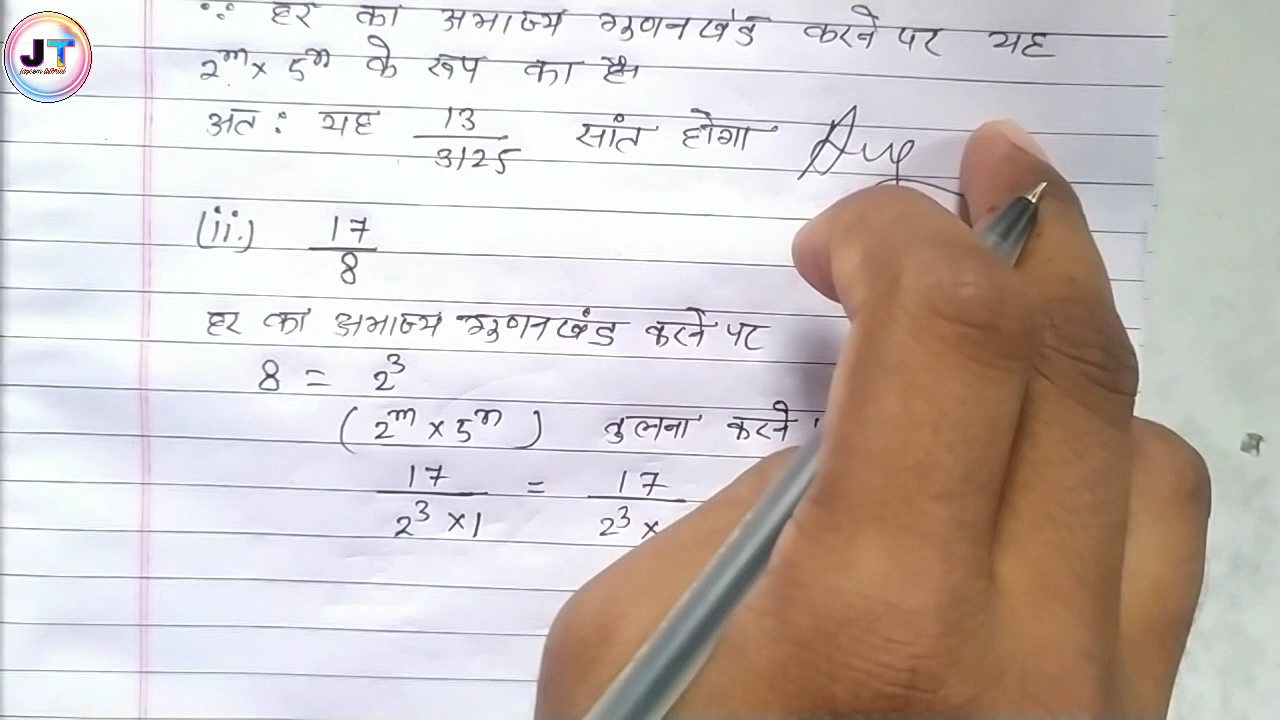 JT
∵ हर का अभाज्य गुणनखंड करने पर यह
2ᵐ × 5ⁿ के रूप का है।
अत: यह 13/3125 सांत होगा Ans
(ii.) 17/8
हर का अभाज्य गुणनखंड करने पर
8 = 2³
(2ᵐ × 5ⁿ) तुलना करने
17/2³ × 1 = 17/2³ ×